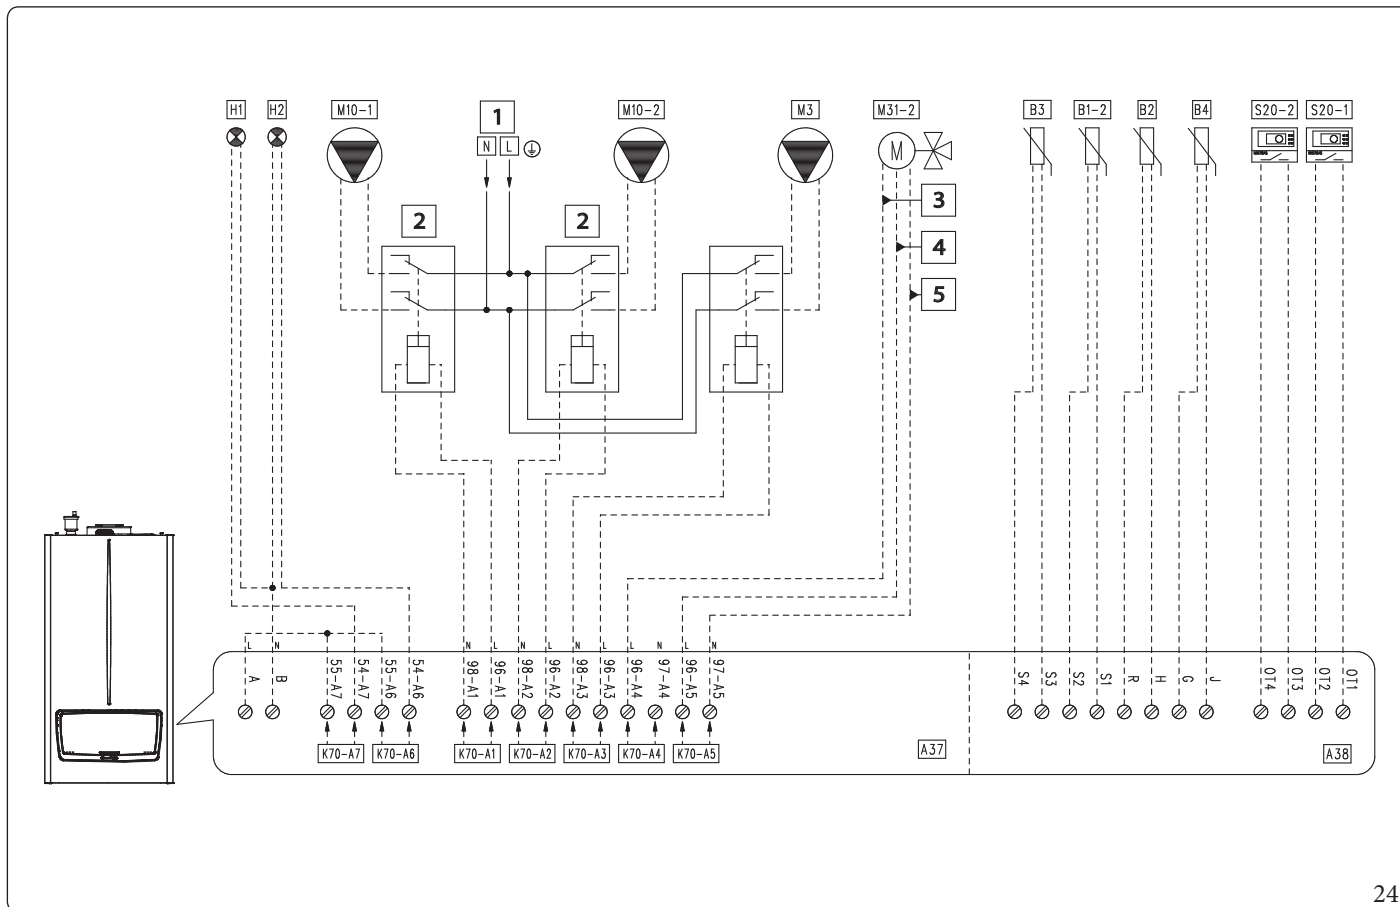 H1 H2 M10-1 1 M10-2 M3 M31-2 B3 B1-2 B2 B4 S20-2 S20-1
N L
M
2 2 3
4
5
L N L N L N L N L N L N
A B 55-A7 54-A7 55-A6 54-A6 98-A1 96-A1 98-A2 96-A2 98-A3 96-A3 96-A4 97-A4 96-A5 97-A5 S4 S3 S2 S1 R H G J OT4 OT3 OT2 OT1
K70-A7 K70-A6 K70-A1 K70-A2 K70-A3 K70-A4 K70-A5 A37 A38
24